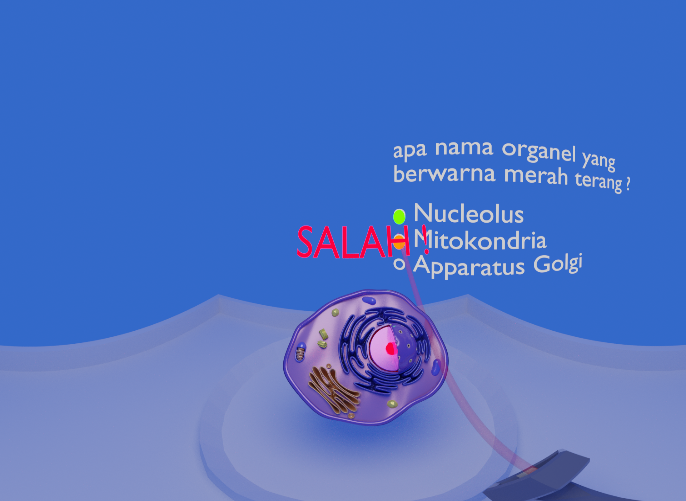 apa nama organel yang
berwarna merah terang ?
Nucleolus
SALAH !
Mitokondria
Apparatus Golgi